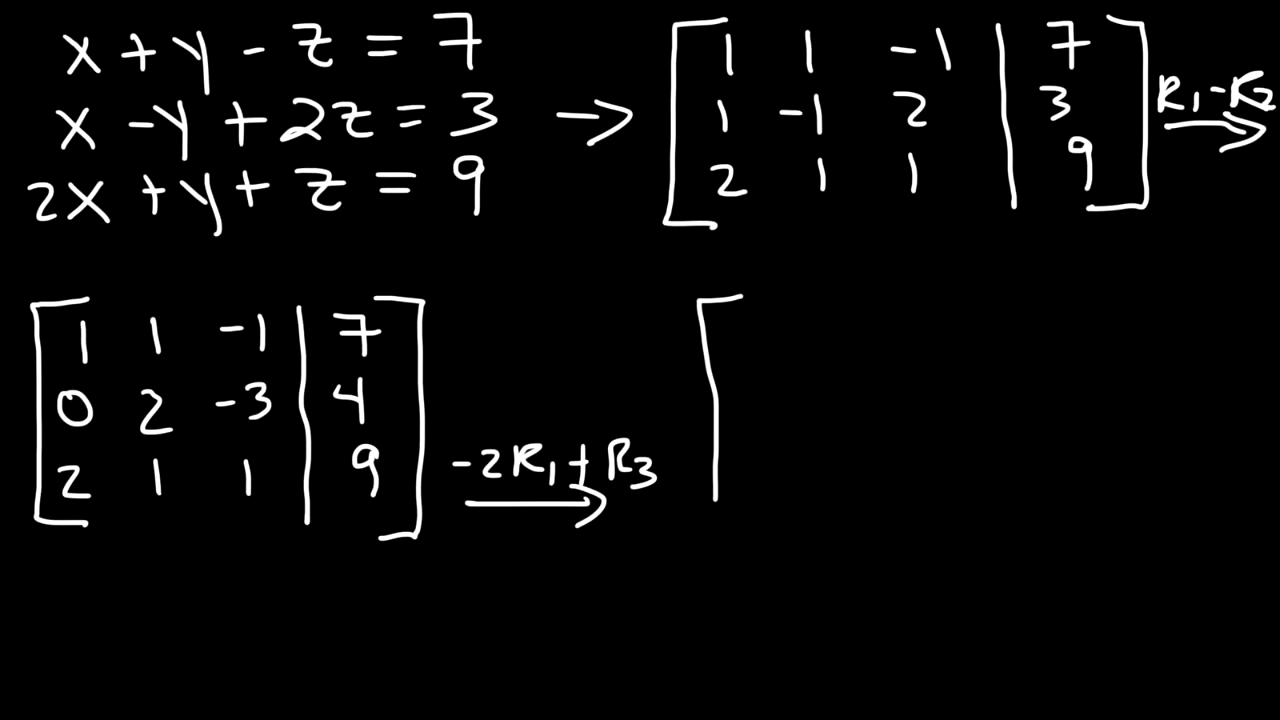 x + y - z = 7
x - y + 2z = 3
2x + y + z = 9
→
1 1 -1 | 7
1 -1 2 | 3
2 1 1 | 9
R₁-R₂
1 1 -1 | 7
0 2 -3 | 4
2 1 1 | 9
-2R₁+R₃